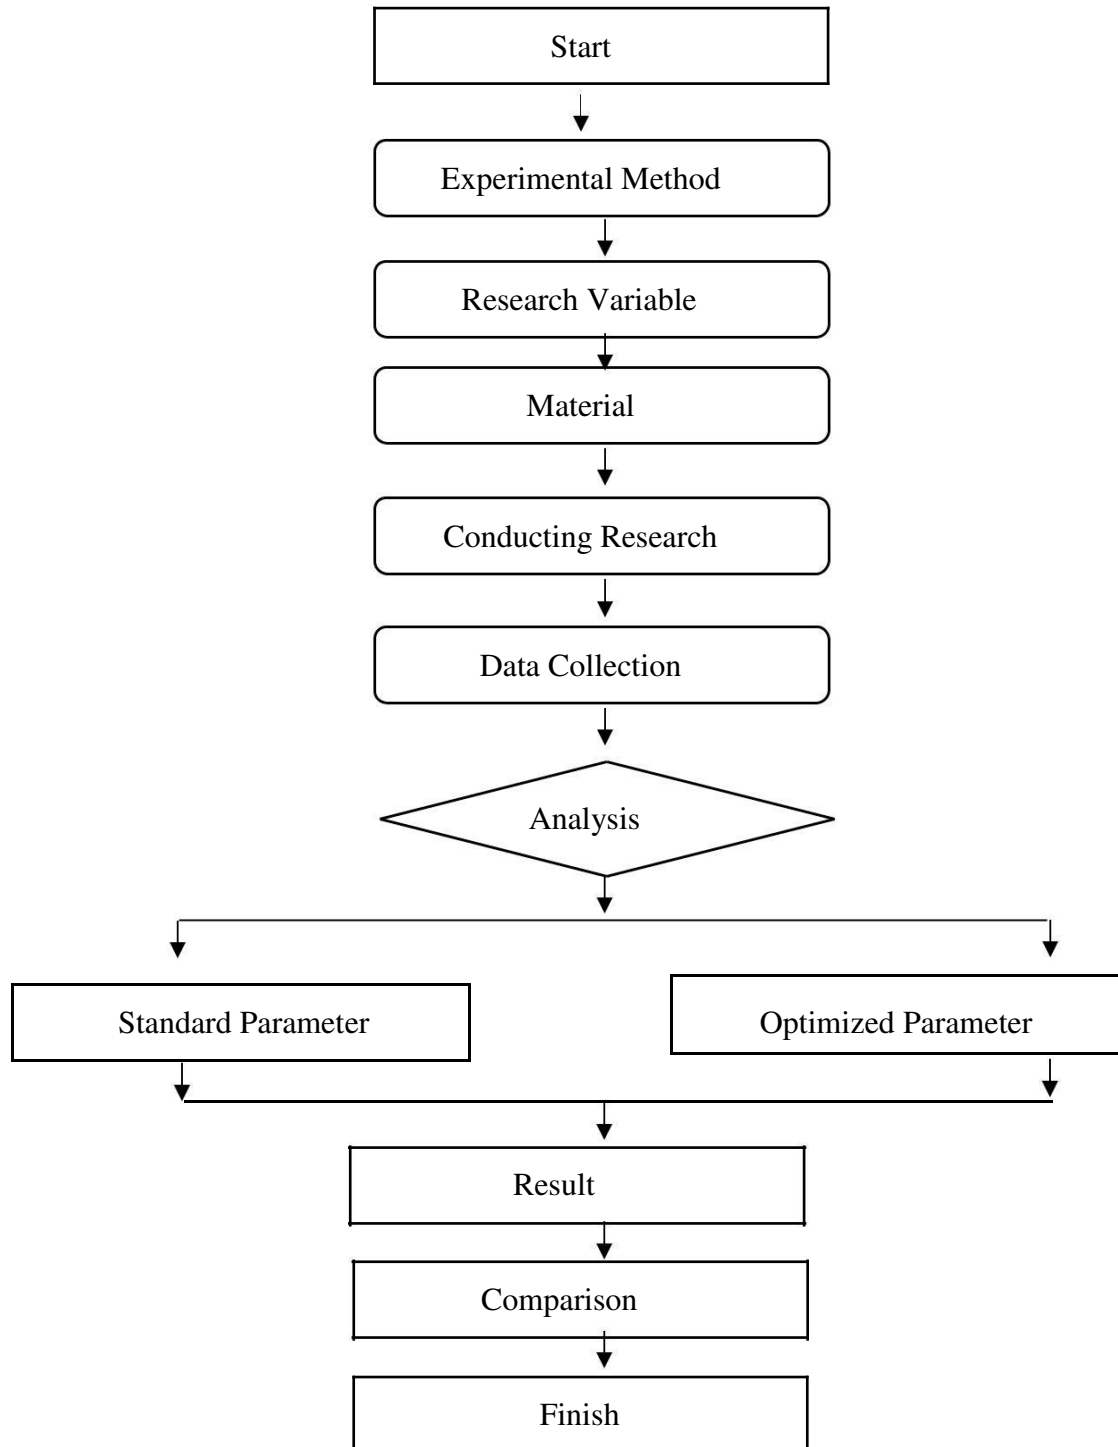 Start
Experimental Method
Research Variable
Material
Conducting Research
Data Collection
Analysis
Standard Parameter
Optimized Parameter
Result
Comparison
Finish